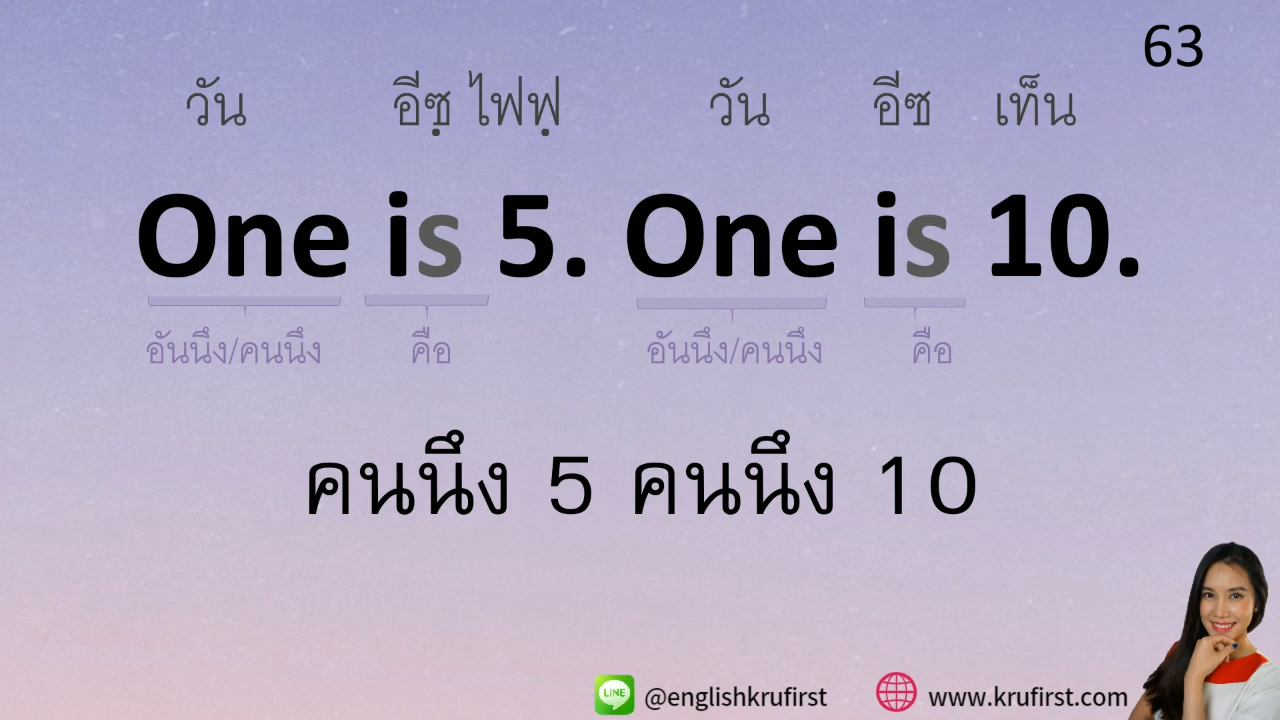 63
วัน อีซฺ ไฟฟฺ วัน อีซ เท็น
One is 5. One is 10.
อันนึง/คนนึง คือ อันนึง/คนนึง คือ
คนนึง 5 คนนึง 10
LINE @englishkrufirst www.krufirst.com